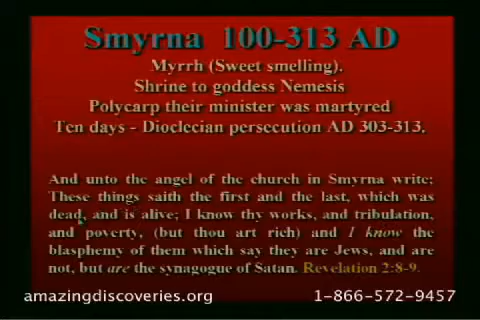 Smyrna 100-313 AD
Myrrh (Sweet smelling).
Shrine to goddess Nemesis
Polycarp their minister was martyred
Ten days - Dioclecian persecution AD 303-313.
And unto the angel of the church in Smyrna write;
These things saith the first and the last, which was
dead, and is alive; I know thy works, and tribulation,
and poverty, (but thou art rich) and I know the
blasphemy of them which say they are Jews, and are
not, but are the synagogue of Satan. Revelation 2:8-9.
amazingdiscoveries.org 1-866-572-9457